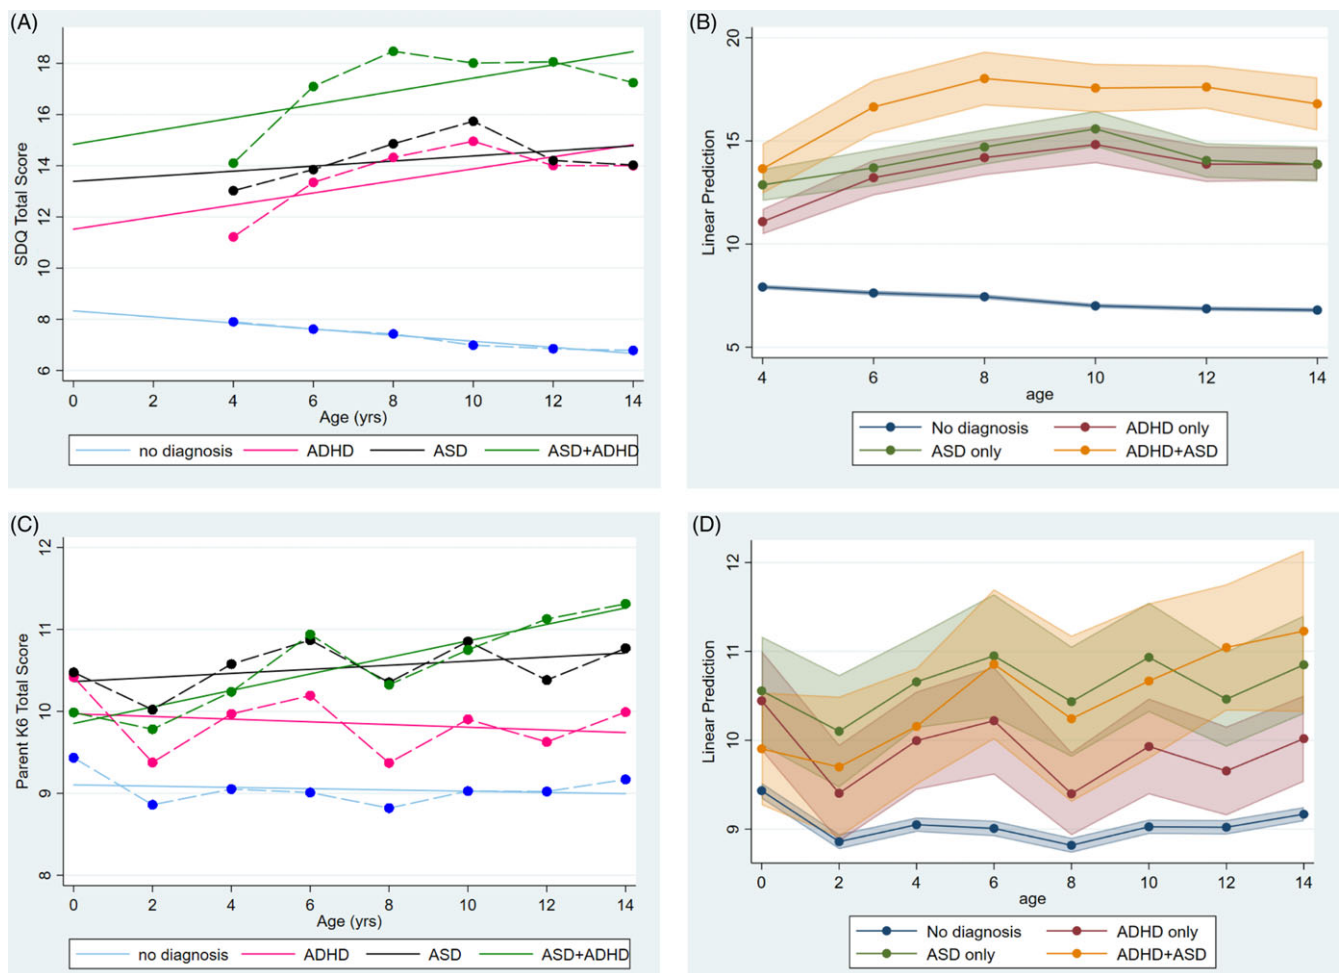 (A)
SDQ Total Score
18
16
14
12
10
8
6
0 2 4 6 8 10 12 14
Age (yrs)
no diagnosis ADHD ASD ASD+ADHD
(B)
Linear Prediction
20
15
10
5
4 6 8 10 12 14
age
No diagnosis ADHD only
ASD only ADHD+ASD
(C)
Parent K6 Total Score
12
11
10
9
8
0 2 4 6 8 10 12 14
Age (yrs)
no diagnosis ADHD ASD ASD+ADHD
(D)
Linear Prediction
12
11
10
9
0 2 4 6 8 10 12 14
age
No diagnosis ADHD only
ASD only ADHD+ASD